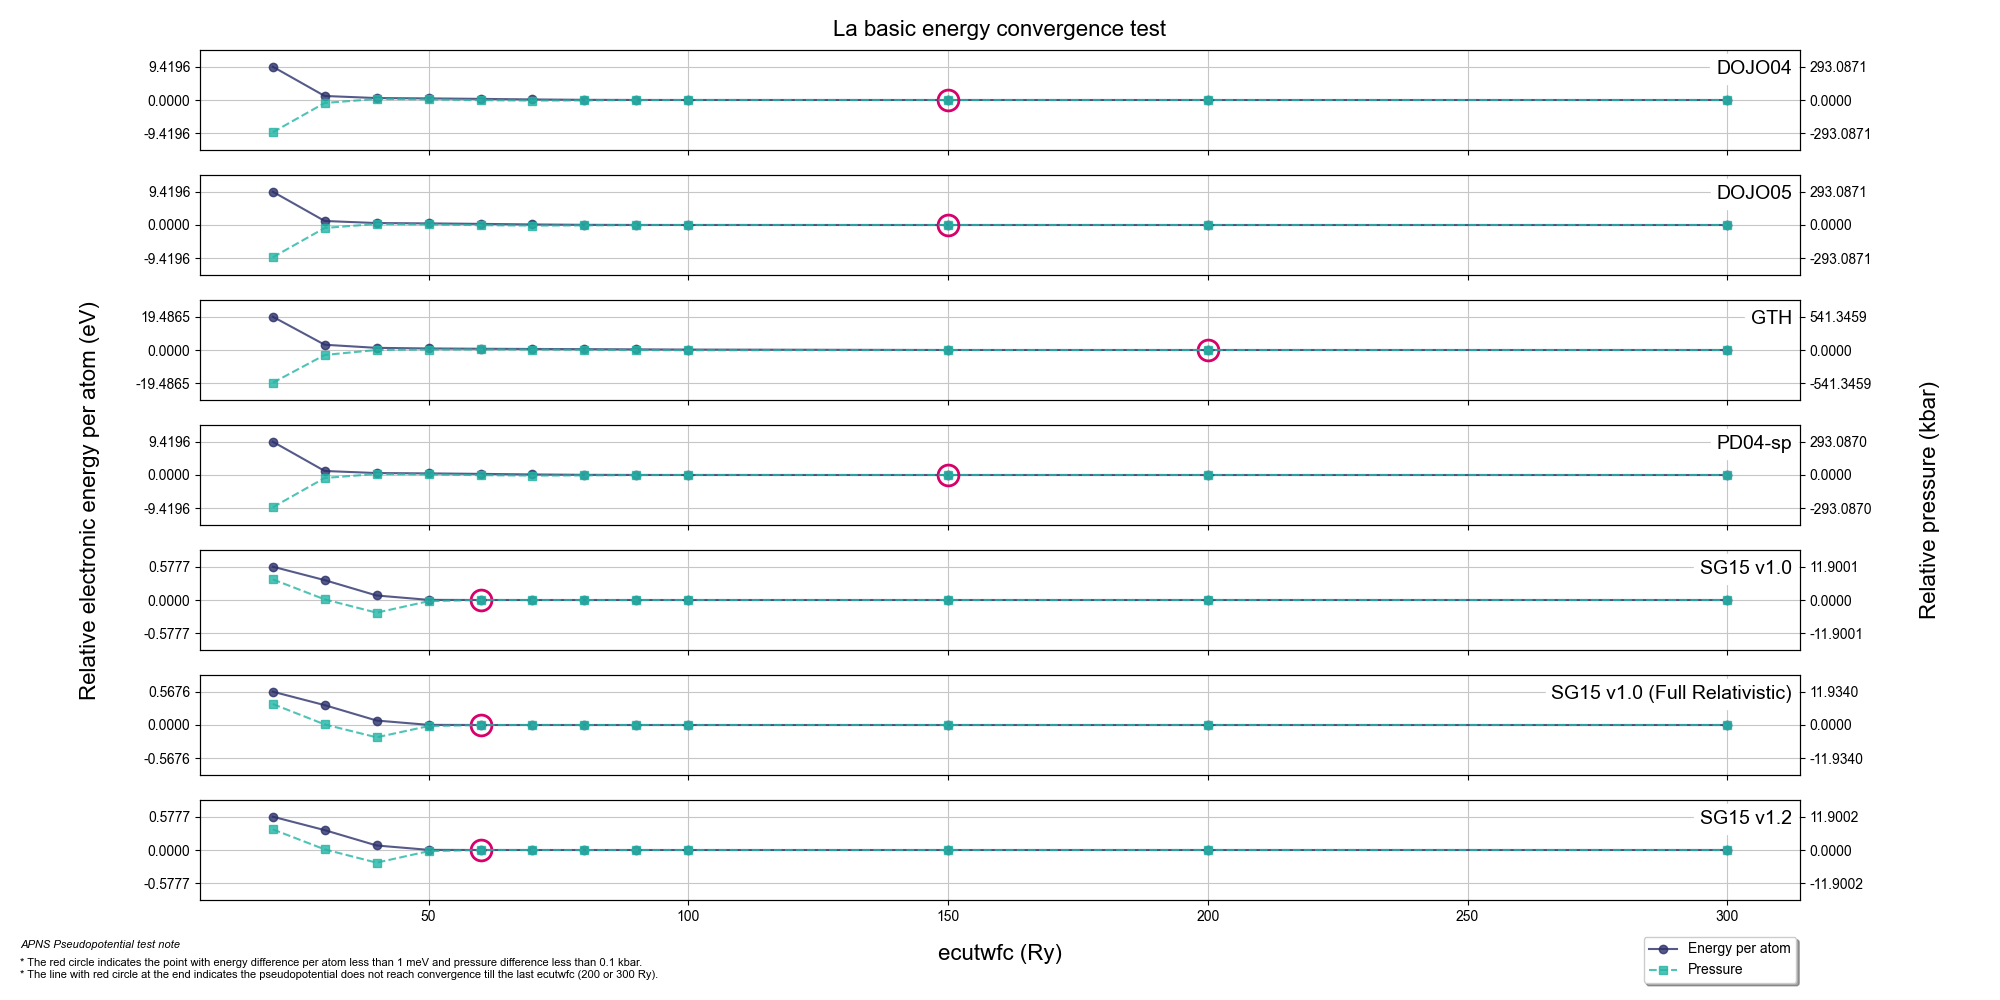 La basic energy convergence test
9.4196
0.0000
-9.4196
DOJO04
293.0871
0.0000
-293.0871
9.4196
0.0000
-9.4196
DOJO05
293.0871
0.0000
-293.0871
19.4865
0.0000
-19.4865
GTH
541.3459
0.0000
-541.3459
9.4196
0.0000
-9.4196
PD04-sp
293.0870
0.0000
-293.0870
0.5777
0.0000
-0.5777
SG15 v1.0
11.9001
0.0000
-11.9001
0.5676
0.0000
-0.5676
SG15 v1.0 (Full Relativistic)
11.9340
0.0000
-11.9340
0.5777
0.0000
-0.5777
SG15 v1.2
11.9002
0.0000
-11.9002
Relative electronic energy per atom (eV)
Relative pressure (kbar)
50 100 150 200 250 300
ecutwfc (Ry)
APNS Pseudopotential test note
* The red circle indicates the point with energy difference per atom less than 1 meV and pressure difference less than 0.1 kbar.
* The line with red circle at the end indicates the pseudopotential does not reach convergence till the last ecutwfc (200 or 300 Ry).
Energy per atom
Pressure